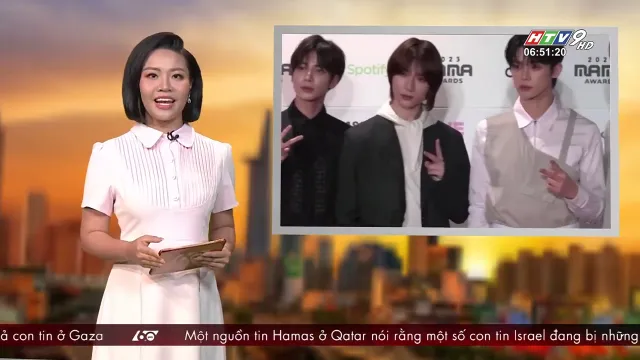 HTV9 HD
06:51:20
Spotify
2023
MAMA
AWARDS
MAMA
AWARDS
ả con tin ở Gaza
60
Một nguồn tin Hamas ở Qatar nói rằng một số con tin Israel đang bị những